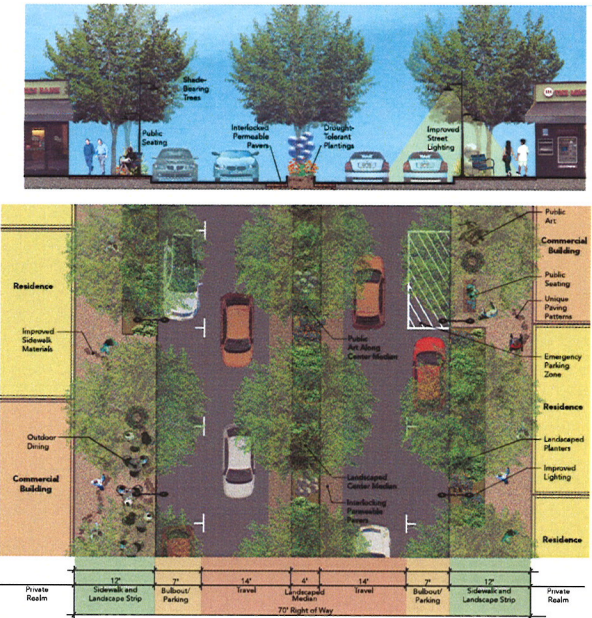 Shade-
Bearing
Trees
Public
Seating
Interlocked
Permeable
Pavers
Drought-
Tolerant
Plantings
Improved
Street
Lighting
Public
Art
Commercial
Building
Residence
Public
Seating
Unique
Paving
Patterns
Improved
Sidewalk
Materials
Public
Art Along
Center Median
Emergency
Parking
Zone
Residence
Outdoor
Dining
Landscaped
Planters
Commercial
Building
Landscaped
Center Median
Improved
Lighting
Interlocking
Permeable
Pavers
Residence
12' 7' 14' 4' 14' 7' 12'
Private
Realm
Sidewalk and
Landscape Strip
Bulbout/
Parking
Travel
Landscaped
Median
Travel
Bulbout/
Parking
Sidewalk and
Landscape Strip
Private
Realm
70' Right of Way